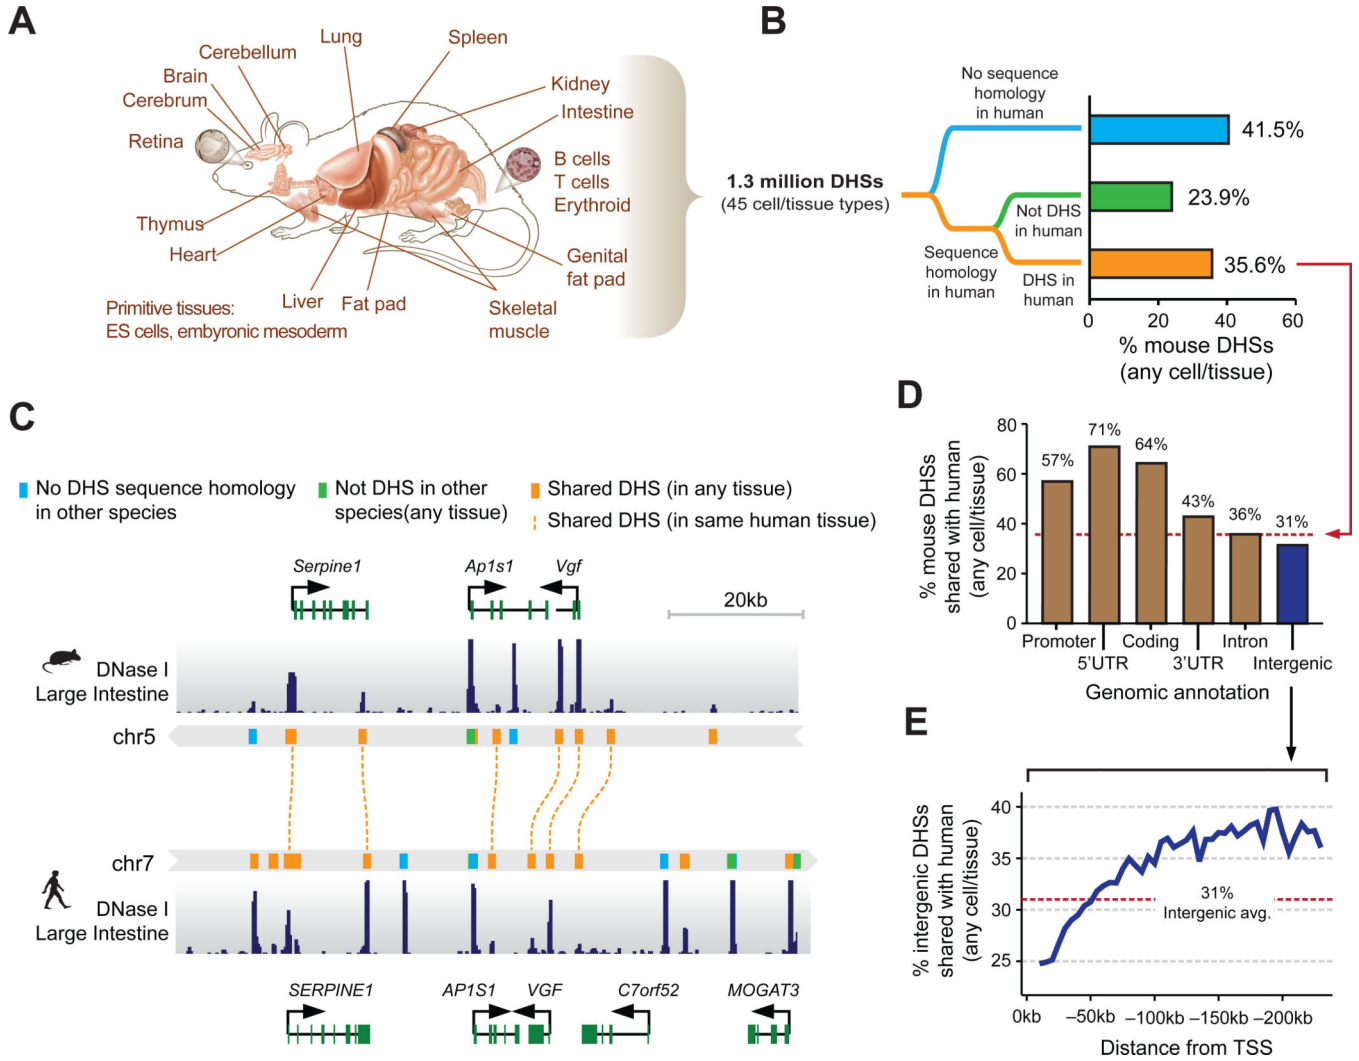 A
Lung
Spleen
Cerebellum
Brain
Cerebrum
Retina
Kidney
Intestine
B cells
T cells
Erythroid
Thymus
Heart
Genital
fat pad
Liver
Fat pad
Skeletal
muscle
Primitive tissues:
ES cells, embyronic mesoderm
B
1.3 million DHSs
(45 cell/tissue types)
No sequence
homology
in human
41.5%
Not DHS
in human
23.9%
Sequence
homology
in human
DHS in
human
35.6%
0
20
40
60
% mouse DHSs
(any cell/tissue)
C
No DHS sequence homology
in other species
Not DHS in other
species(any tissue)
Shared DHS (in any tissue)
Shared DHS (in same human tissue)
Serpine1
Ap1s1
Vgf
20kb
DNase I
Large Intestine
chr5
chr7
DNase I
Large Intestine
SERPINE1
AP1S1
VGF
C7orf52
MOGAT3
D
% mouse DHSs
shared with human
(any cell/tissue)
80
60
40
20
0
57%
71%
64%
43%
36%
31%
Promoter
5'UTR
Coding
3'UTR
Intron
Intergenic
Genomic annotation
E
% intergenic DHSs
shared with human
(any cell/tissue)
40
35
30
25
31%
Intergenic avg.
0kb
–50kb
–100kb
–150kb
–200kb
Distance from TSS